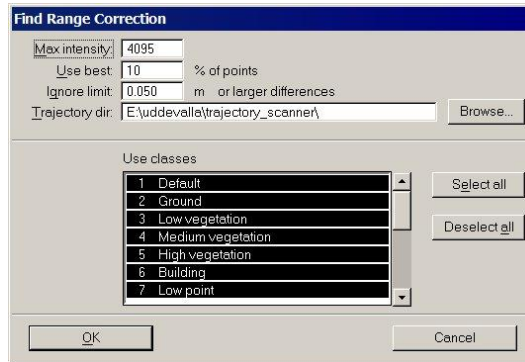 Find Range Correction
Max intensity: 4095
Use best: 10 % of points
Ignore limit: 0.050 m or larger differences
Trajectory dir: E:\uddevalla\trajectory_scanner\ Browse...
Use classes
1 Default
2 Ground
3 Low vegetation
4 Medium vegetation
5 High vegetation
6 Building
7 Low point
Select all
Deselect all
OK Cancel